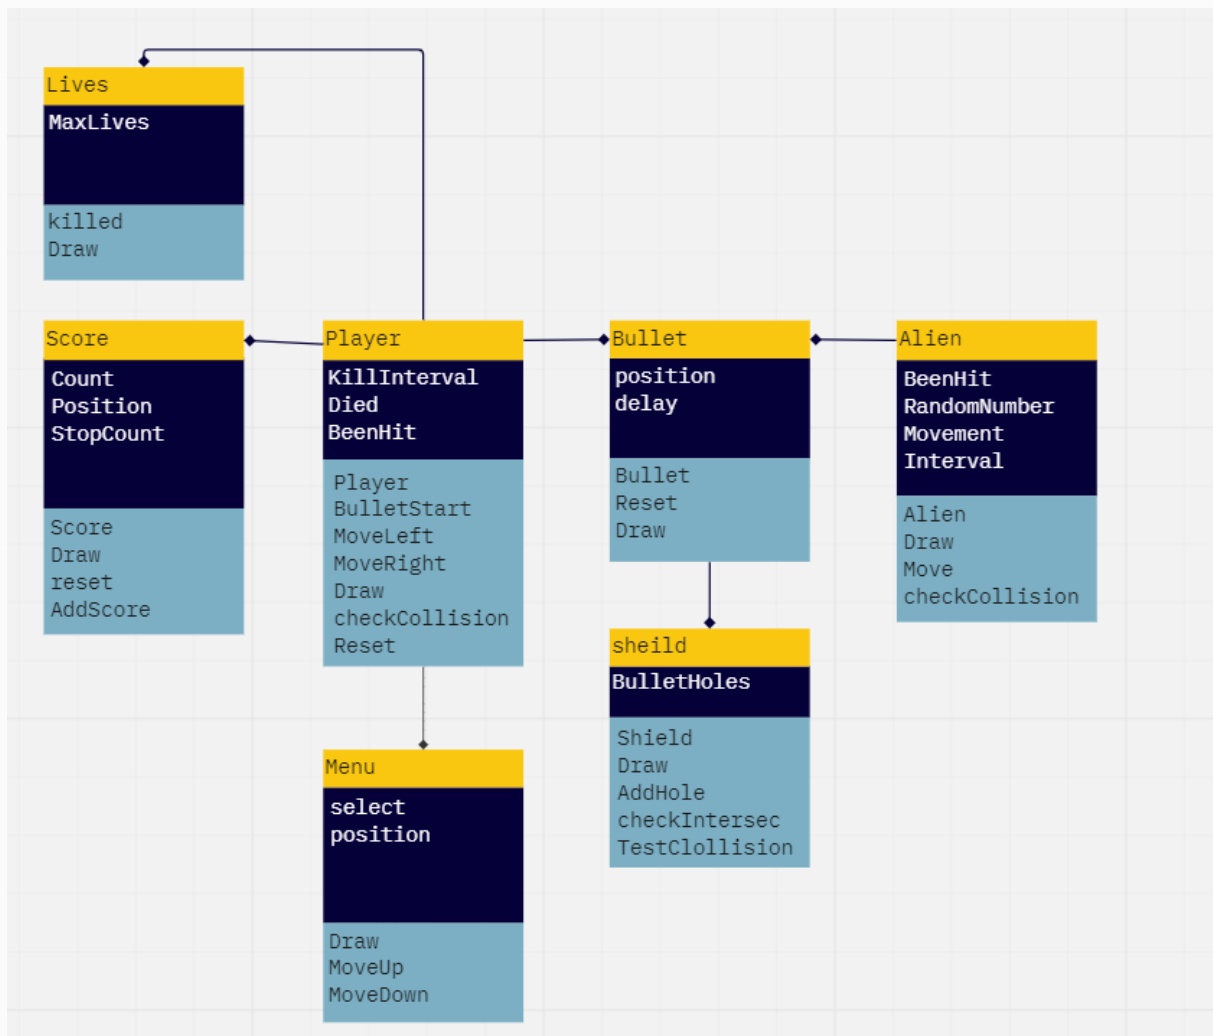 Lives
MaxLives
killed
Draw
Score
Count
Position
StopCount
Score
Draw
reset
AddScore
Player
KillInterval
Died
BeenHit
Player
BulletStart
MoveLeft
MoveRight
Draw
checkCollision
Reset
Bullet
position
delay
Bullet
Reset
Draw
Alien
BeenHit
RandomNumber
Movement
Interval
Alien
Draw
Move
checkCollision
sheild
BulletHoles
Shield
Draw
AddHole
checkIntersec
TestClollision
Menu
select
position
Draw
MoveUp
MoveDown